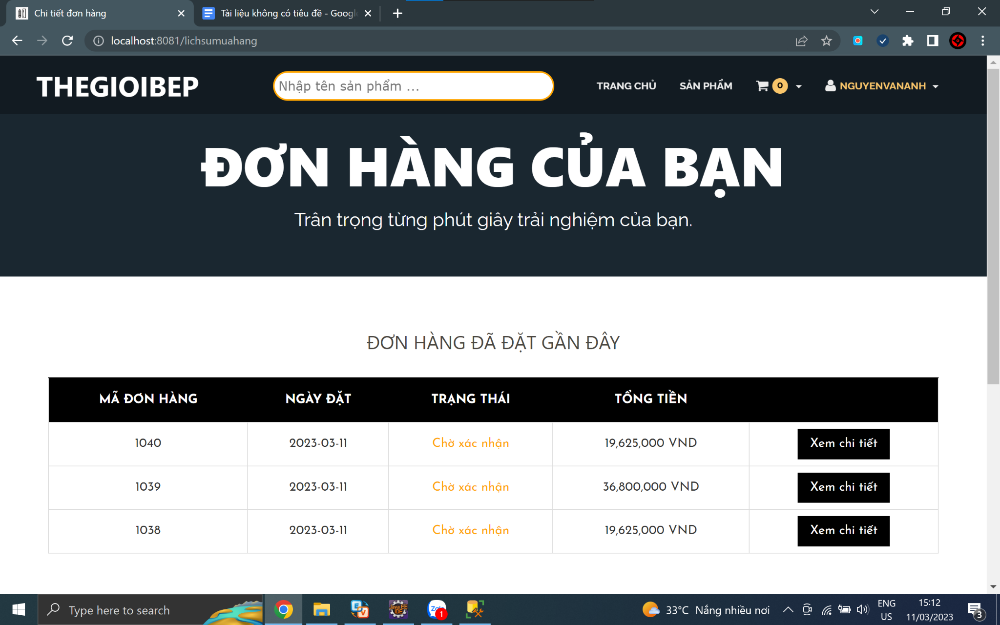 Chi tiết đơn hàng
Tài liệu không có tiêu đề - Google
localhost:8081/lichsumuahang
THEGIOIBEP
Nhập tên sản phẩm ...
TRANG CHỦ
SẢN PHẨM
0
NGUYENVANANH
ĐƠN HÀNG CỦA BẠN
Trân trọng từng phút giây trải nghiệm của bạn.
ĐƠN HÀNG ĐÃ ĐẶT GẦN ĐÂY
MÃ ĐƠN HÀNG NGÀY ĐẶT TRẠNG THÁI TỔNG TIỀN
1040 2023-03-11 Chờ xác nhận 19,625,000 VND Xem chi tiết
1039 2023-03-11 Chờ xác nhận 36,800,000 VND Xem chi tiết
1038 2023-03-11 Chờ xác nhận 19,625,000 VND Xem chi tiết
Type here to search
Java EE
IDE
Zalo
1
33°C Nắng nhiều nơi
ENG
US
15:12
11/03/2023
3